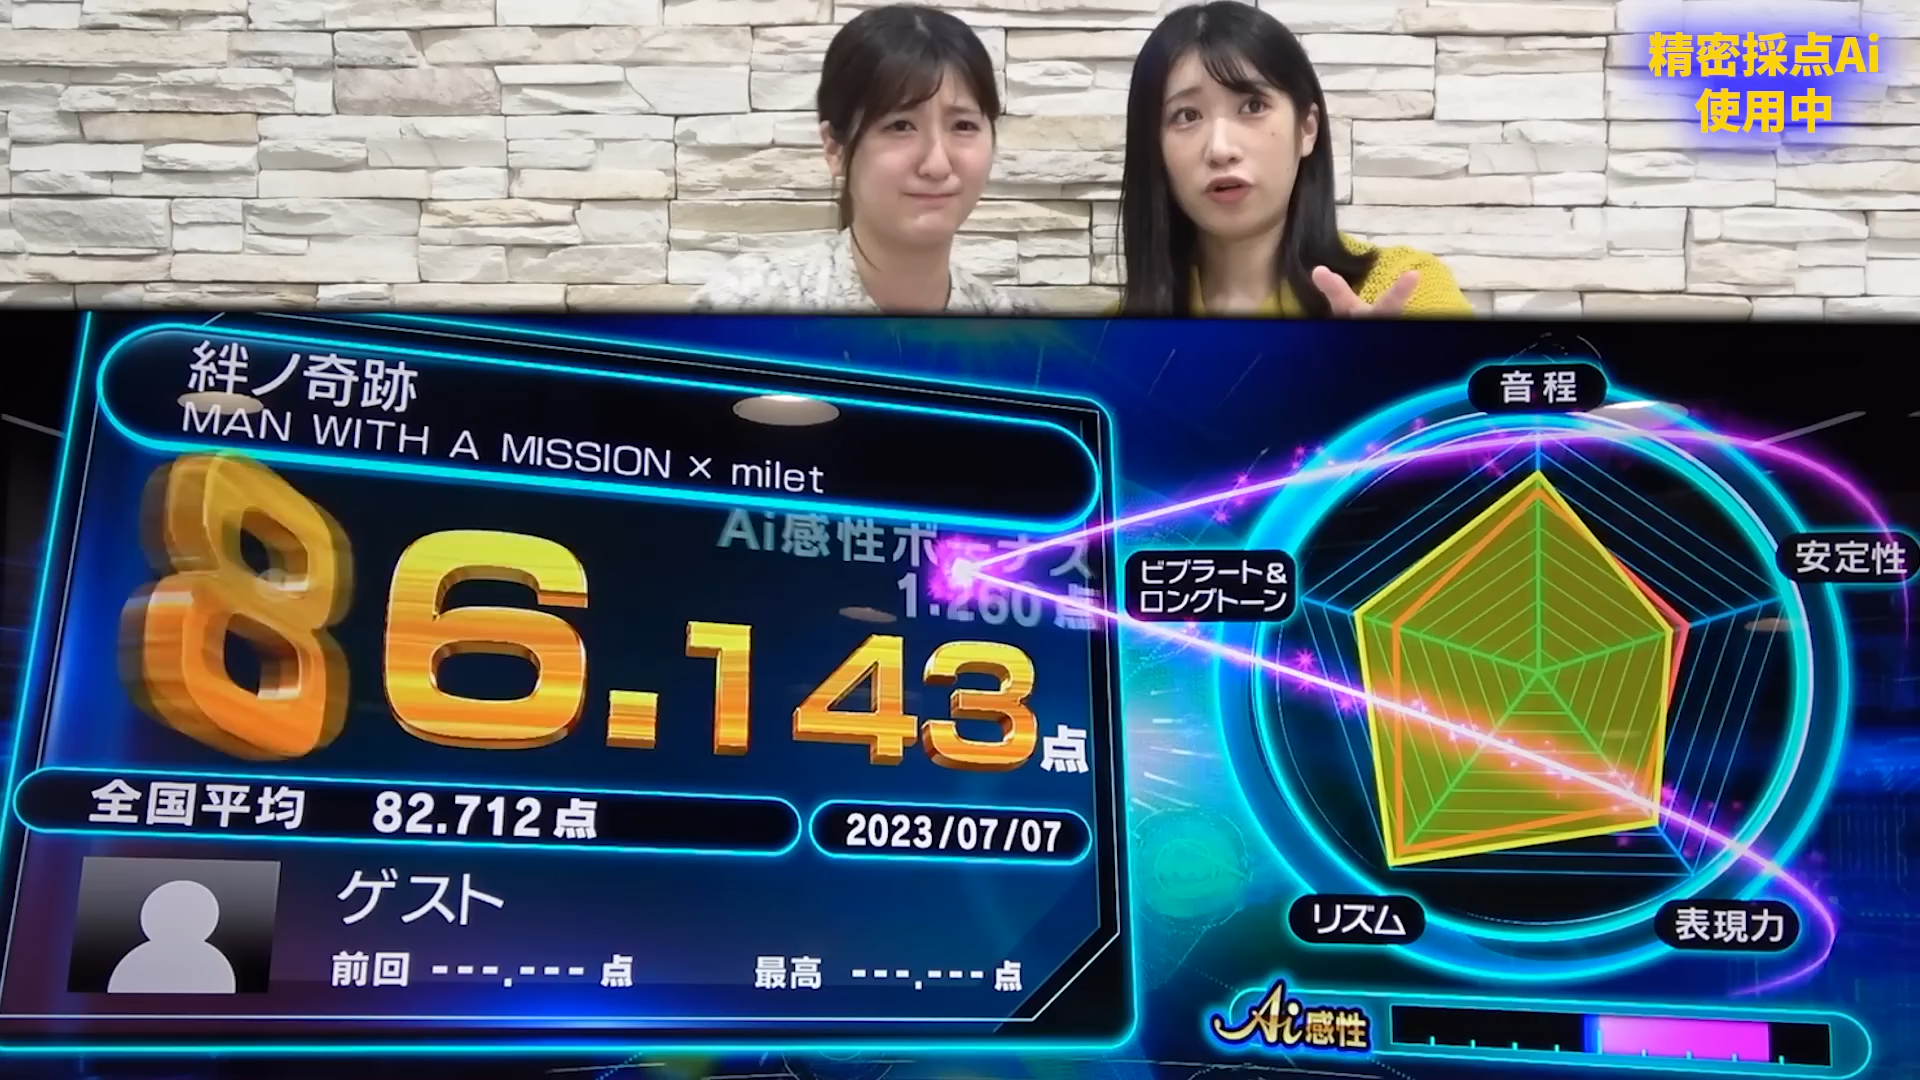 精密採点Ai
使用中
絆ノ奇跡
MAN WITH A MISSION × milet
Ai感性ボーナス
1.260点
86.143点
全国平均 82.712点
2023/07/07
ゲスト
前回 ---.---点
最高 ---.---点
音程
安定性
ビブラート&
ロングトーン
リズム
表現力
Ai感性